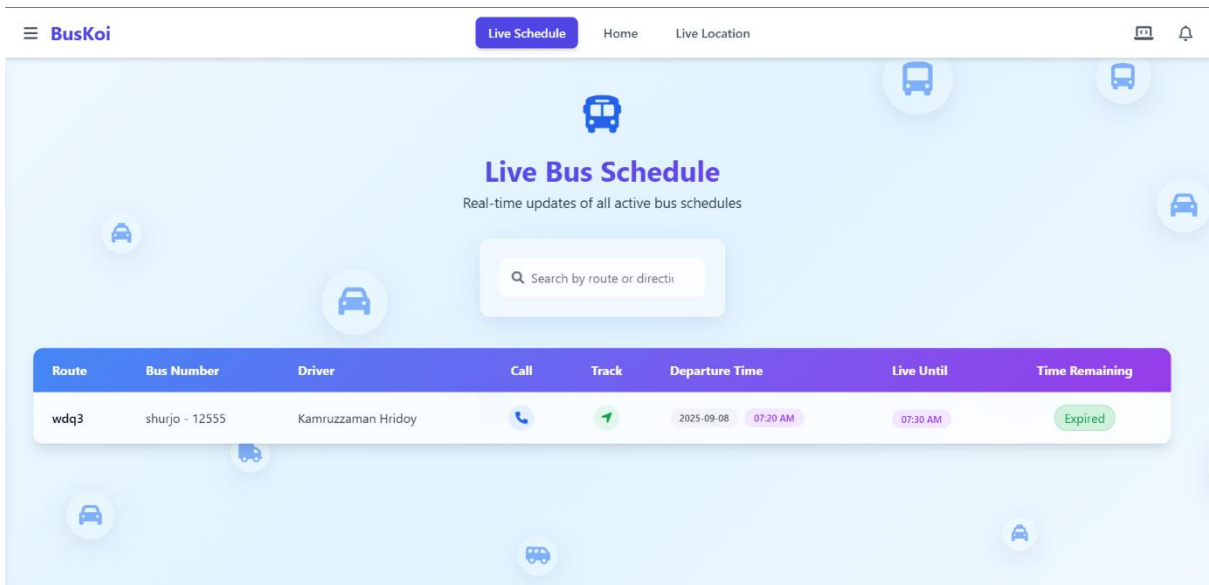 BusKoi Live Schedule Home Live Location
Live Bus Schedule
Real-time updates of all active bus schedules
Search by route or directi
Route Bus Number Driver Call Track Departure Time Live Until Time Remaining
wdq3 shurjo - 12555 Kamruzzaman Hridoy 2025-09-08 07:20 AM 07:30 AM Expired